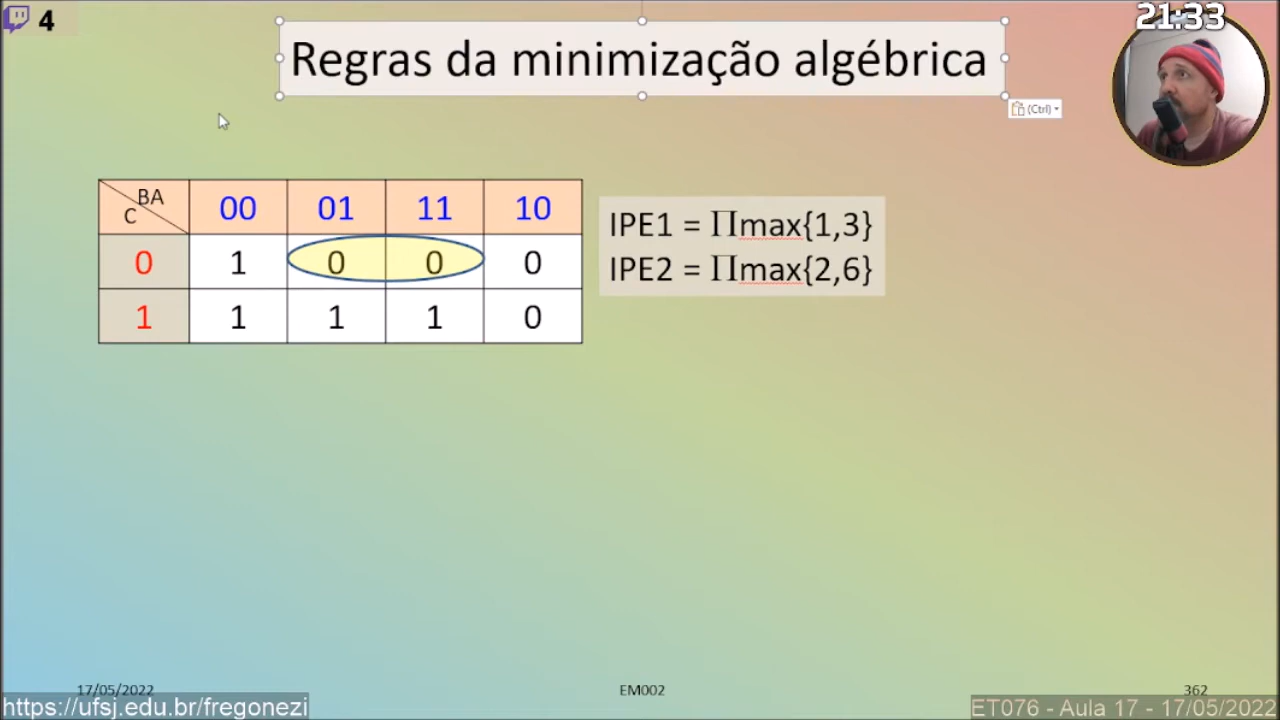 4
21:33
Regras da minimização algébrica
(Ctrl)
BA
C
00 01 11 10
0 1 0 0 0
1 1 1 1 0
IPE1 = ∏max{1,3}
IPE2 = ∏max{2,6}
17/05/2022
EM002
362
https://ufsj.edu.br/fregonezi
ET076 - Aula 17 - 17/05/2022